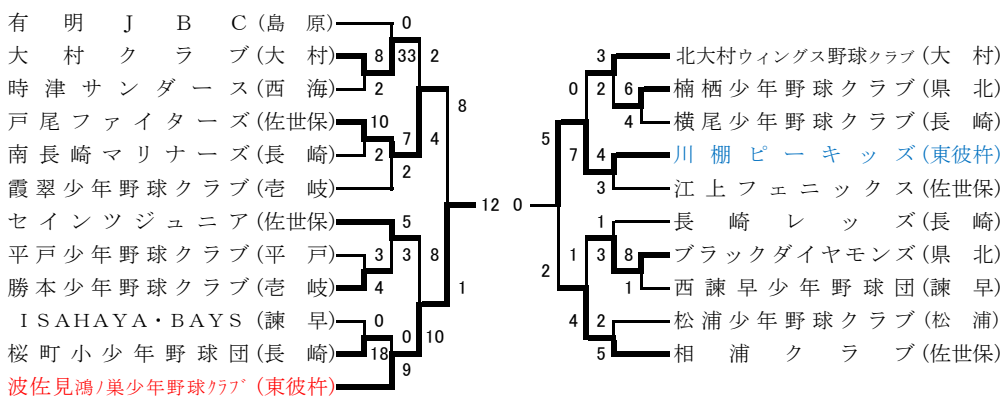 有明ＪＢＣ(島原)
大村クラブ(大村)
時津サンダース(西海)
戸尾ファイターズ(佐世保)
南長崎マリナーズ(長崎)
霞翠少年野球クラブ(壱岐)
セインツジュニア(佐世保)
平戸少年野球クラブ(平戸)
勝本少年野球クラブ(壱岐)
ＩＳＡＨＡＹＡ・ＢＡＹＳ(諫早)
桜町小少年野球団(長崎)
波佐見鴻ﾉ巣少年野球ｸﾗﾌﾞ(東彼杵)
0
8 33 2
2
8
10
7 4
2
2
5
3 3 8
4
1
0
0 10
18
9
12 0
3
0 2 6
4
5
7 4
3
1
1 3 8
2
1
4 2
5
北大村ウィングス野球クラブ(大村)
楠栖少年野球クラブ(県北)
横尾少年野球クラブ(長崎)
川棚ピーキッズ(東彼杵)
江上フェニックス(佐世保)
長崎レッズ(長崎)
ブラックダイヤモンズ(県北)
西諫早少年野球団(諫早)
松浦少年野球クラブ(松浦)
相浦クラブ(佐世保)